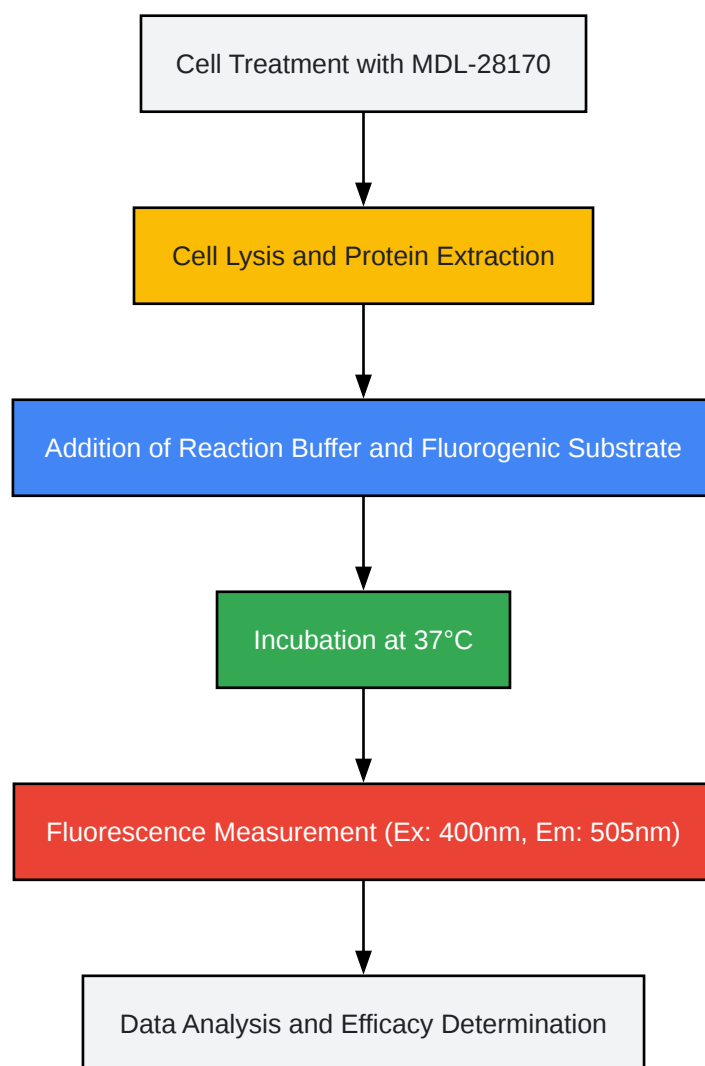 Cell Treatment with MDL-28170
Cell Lysis and Protein Extraction
Addition of Reaction Buffer and Fluorogenic Substrate
Incubation at 37°C
Fluorescence Measurement (Ex: 400nm, Em: 505nm)
Data Analysis and Efficacy Determination